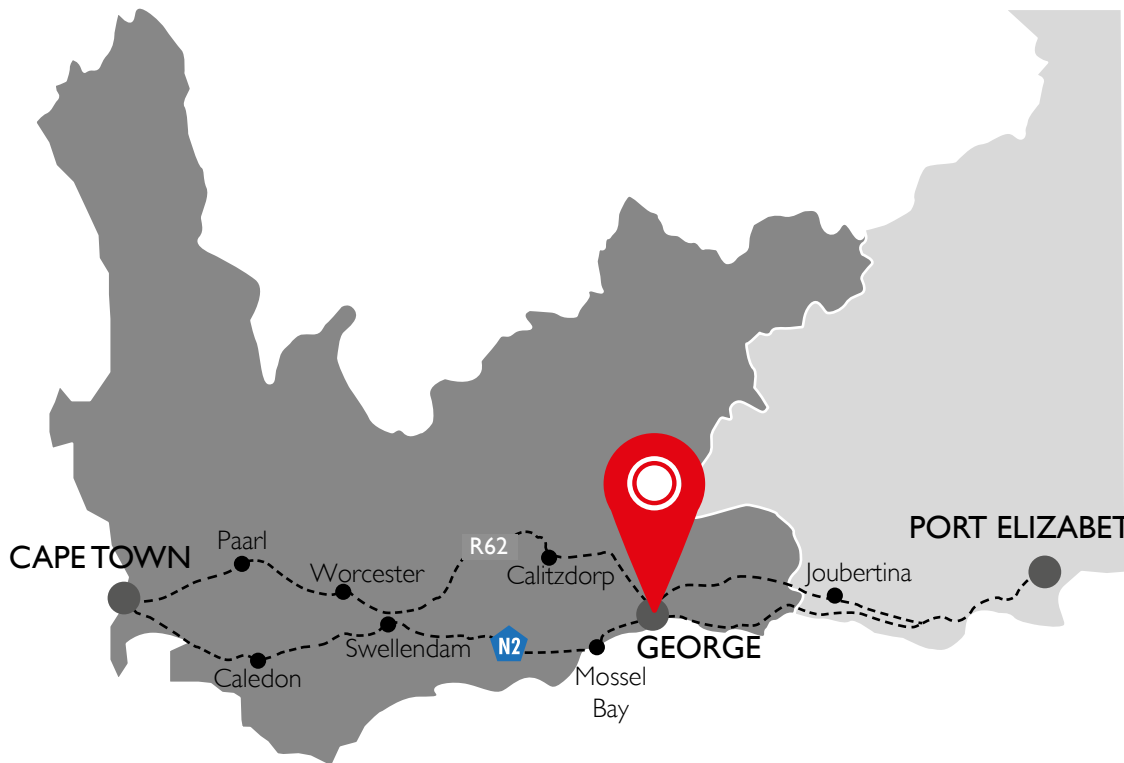 CAPE TOWN
Paarl
Worcester
R62
Calitzdorp
Joubertina
PORT ELIZABET
Caledon
Swellendam
N2
Mossel
Bay
GEORGE